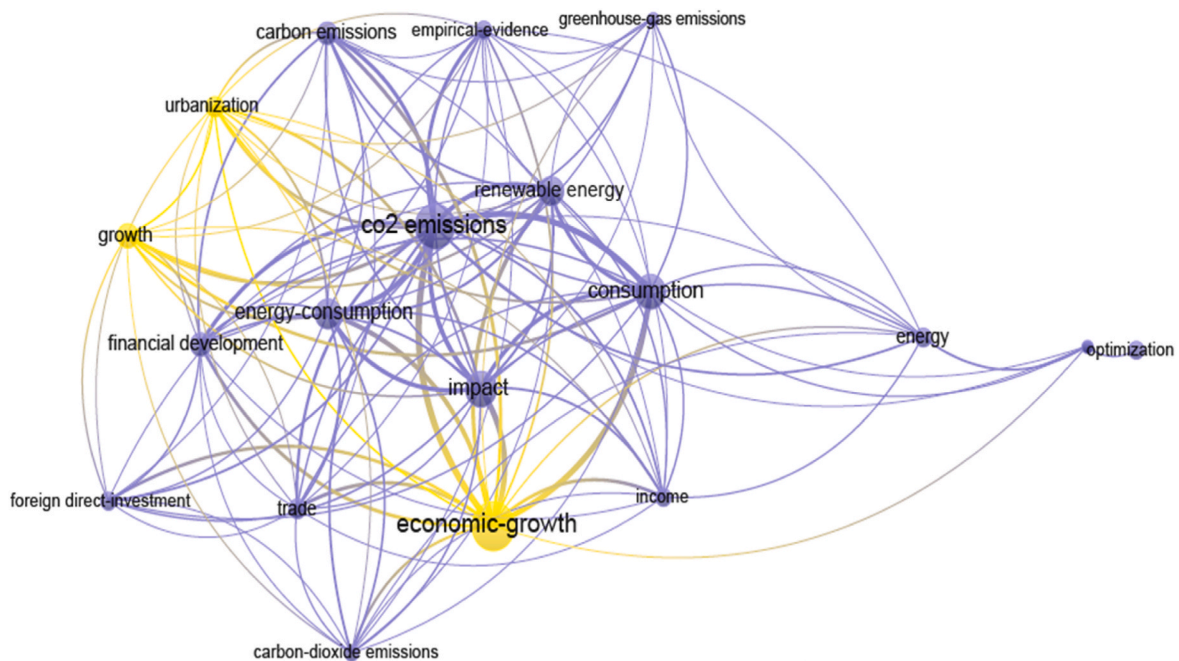 greenhouse-gas emissions
carbon emissions
empirical-evidence
urbanization
renewable energy
co2 emissions
growth
consumption
energy-consumption
energy
financial development
optimization
impact
income
foreign direct-investment
trade
economic-growth
carbon-dioxide emissions